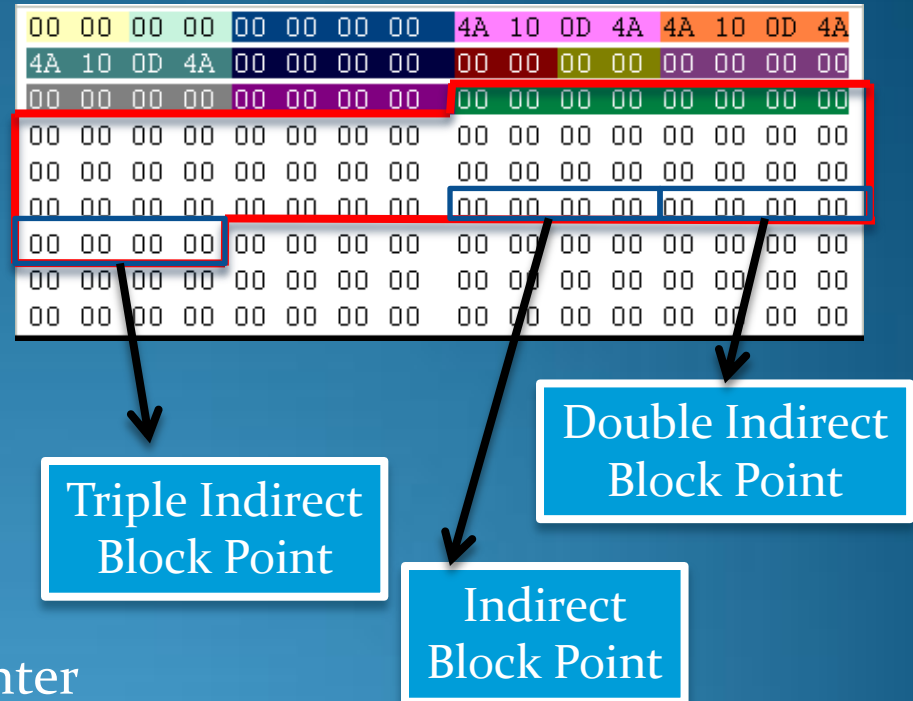 00 00 00 00 00 00 00 00 4A 10 0D 4A 4A 10 0D 4A
4A 10 0D 4A 00 00 00 00 00 00 00 00 00 00 00 00
00 00 00 00 00 00 00 00 00 00 00 00 00 00 00 00
00 00 00 00 00 00 00 00 00 00 00 00 00 00 00 00
00 00 00 00 00 00 00 00 00 00 00 00 00 00 00 00
00 00 00 00 00 00 00 00 00 00 00 00 00 00 00 00
00 00 00 00 00 00 00 00 00 00 00 00 00 00 00 00
00 00 00 00 00 00 00 00 00 00 00 00 00 00 00 00
00 00 00 00 00 00 00 00 00 00 00 00 00 00 00 00
Double Indirect
Block Point
Triple Indirect
Block Point
Indirect
Block Point